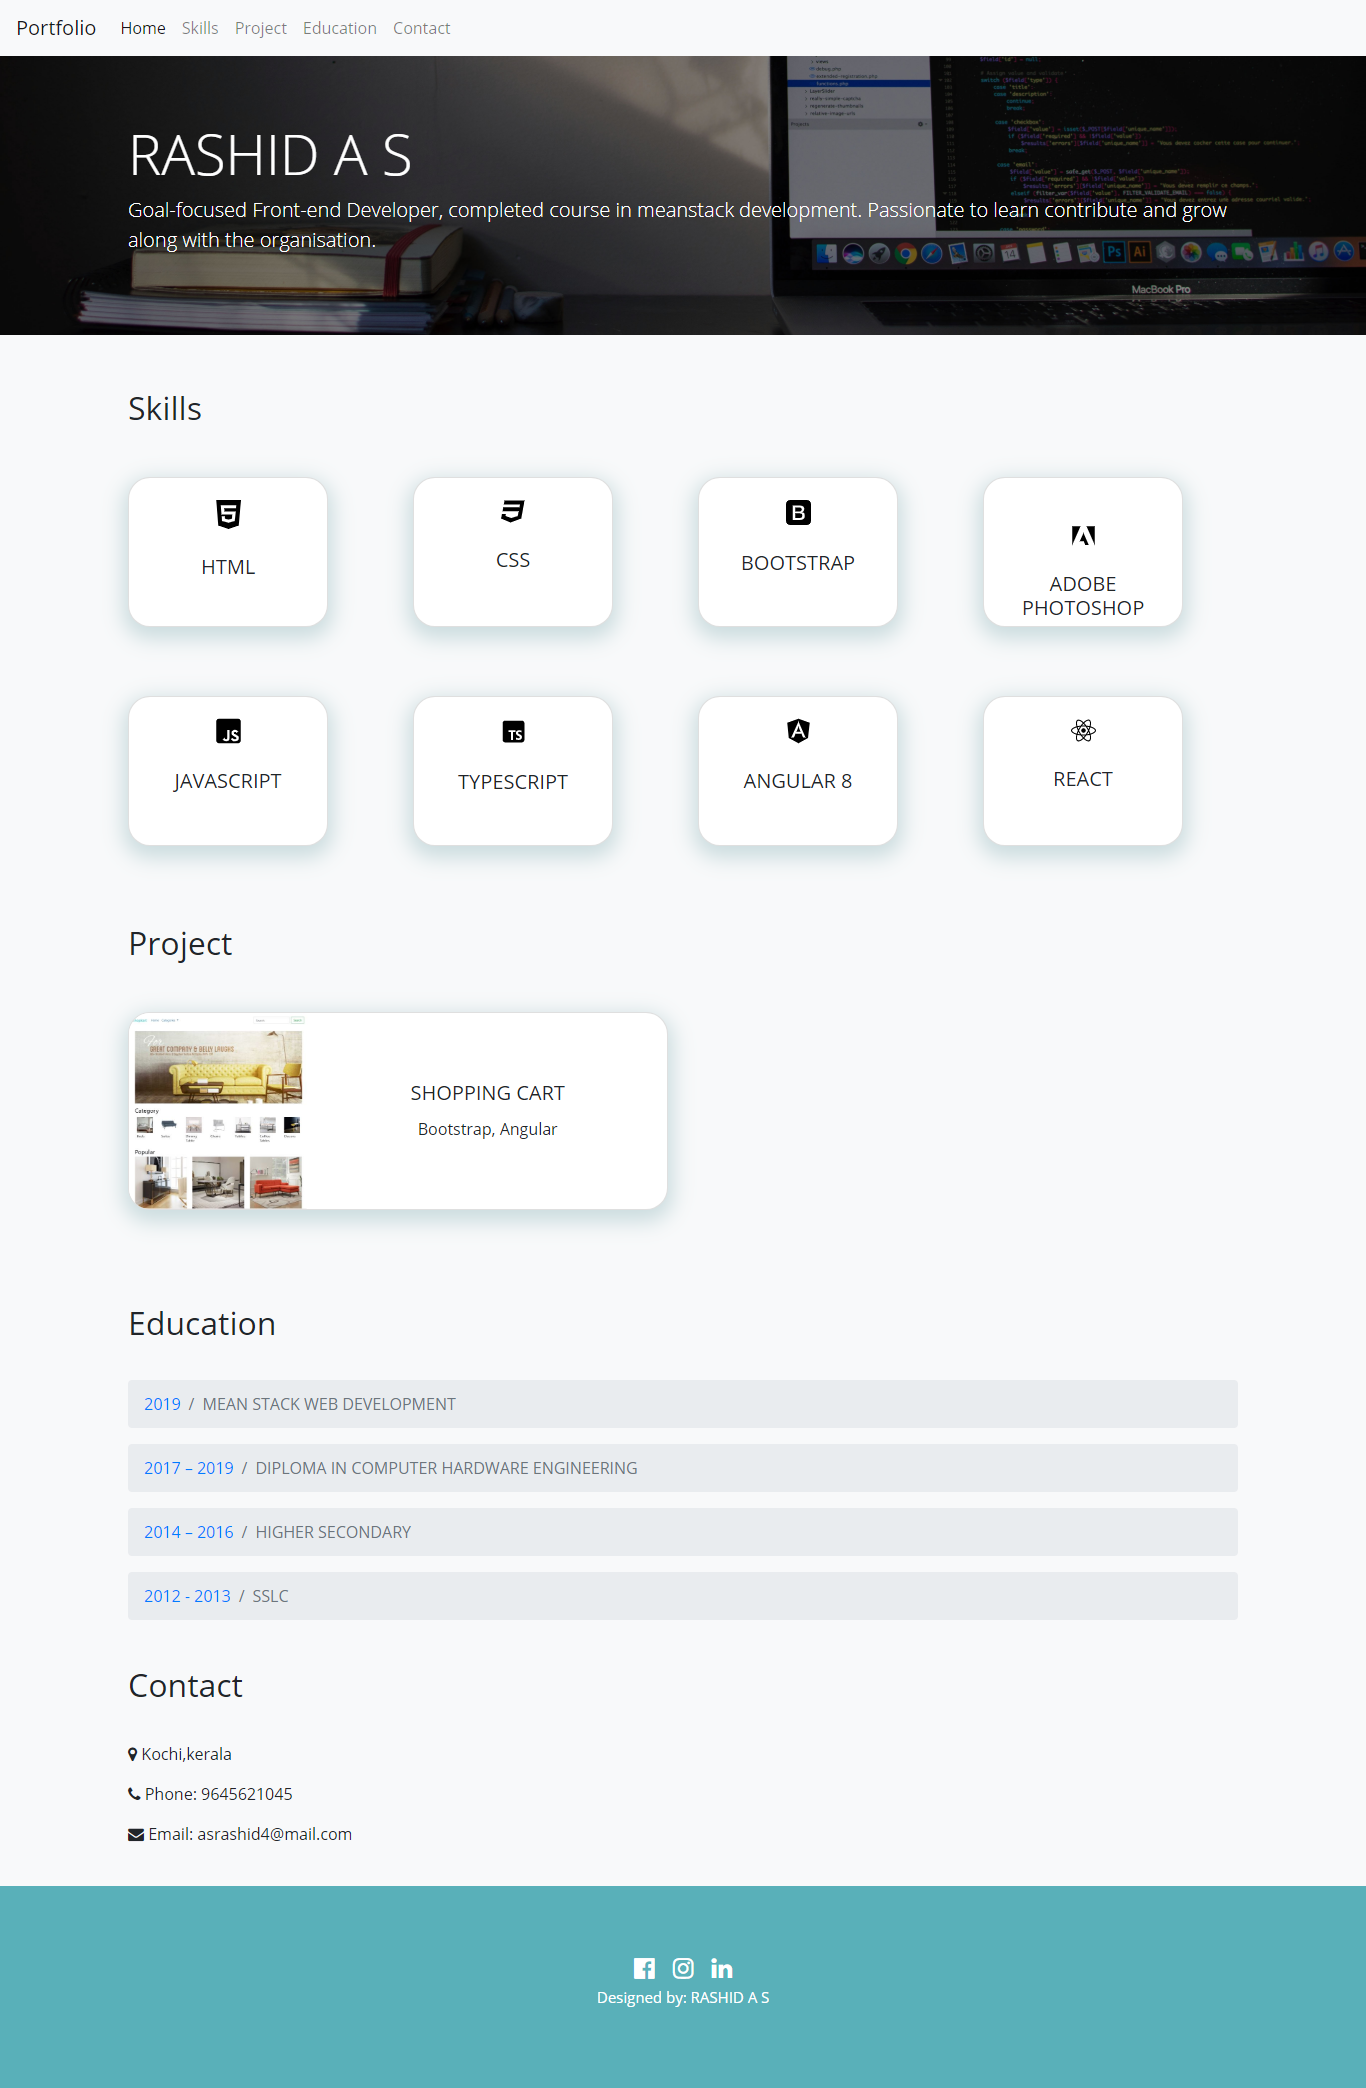 Portfolio Home Skills Project Education Contact
RASHID A S
Goal-focused Front-end Developer, completed course in meanstack development. Passionate to learn contribute and grow
along with the organisation.
MacBook Pro
Skills
HTML
CSS
BOOTSTRAP
ADOBE
PHOTOSHOP
JAVASCRIPT
TYPESCRIPT
ANGULAR 8
REACT
Project
GREAT COMPANY & BELLY LAUGHS
Category
Popular
SHOPPING CART
Bootstrap, Angular
Education
2019 / MEAN STACK WEB DEVELOPMENT
2017 – 2019 / DIPLOMA IN COMPUTER HARDWARE ENGINEERING
2014 – 2016 / HIGHER SECONDARY
2012 - 2013 / SSLC
Contact
Kochi,kerala
Phone: 9645621045
Email: asrashid4@mail.com
Designed by: RASHID A S